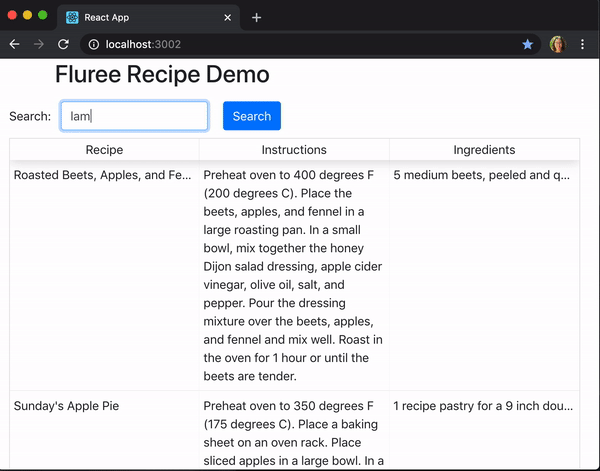 React App
localhost:3002
Fluree Recipe Demo
Search: lam Search
Recipe Instructions Ingredients
Roasted Beets, Apples, and Fe... Preheat oven to 400 degrees F 5 medium beets, peeled and q...
(200 degrees C). Place the
beets, apples, and fennel in a
large roasting pan. In a small
bowl, mix together the honey
Dijon salad dressing, apple cider
vinegar, olive oil, salt, and
pepper. Pour the dressing
mixture over the beets, apples,
and fennel and mix well. Roast in
the oven for 1 hour or until the
beets are tender.
Sunday's Apple Pie Preheat oven to 350 degrees F 1 recipe pastry for a 9 inch dou...
(175 degrees C). Place a baking
sheet on an oven rack. Place
sliced apples in a large bowl. In a